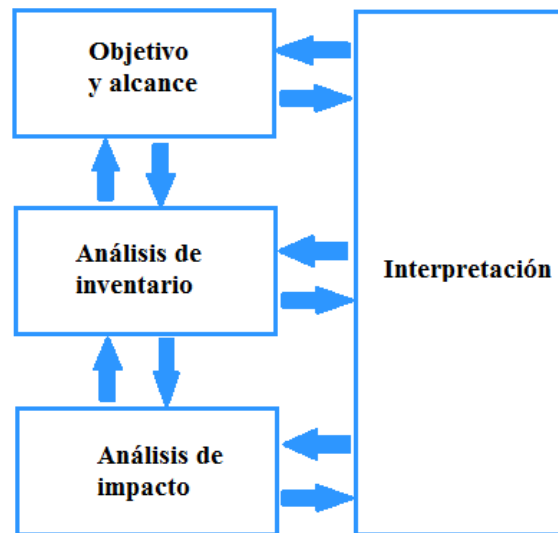 Objetivo
y alcance
Análisis de
inventario
Interpretación
Análisis de
impacto